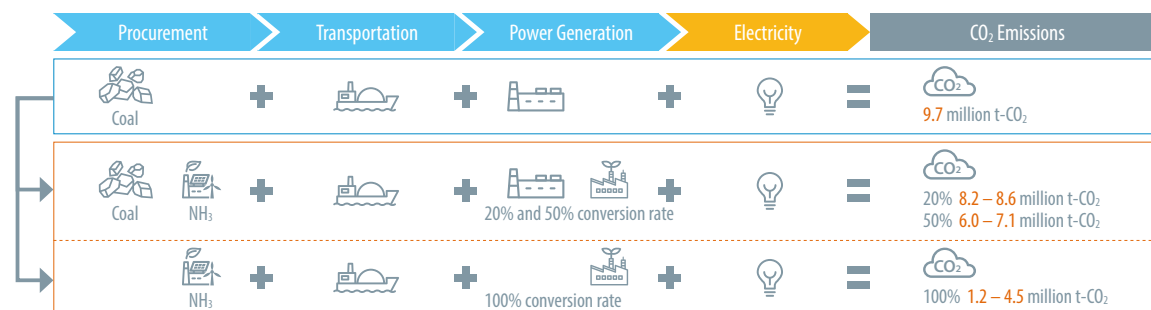 Procurement
Transportation
Power Generation
Electricity
CO₂ Emissions
Coal
CO₂
9.7 million t-CO₂
Coal
NH₃
20% and 50% conversion rate
CO₂
20% 8.2 – 8.6 million t-CO₂
50% 6.0 – 7.1 million t-CO₂
NH₃
100% conversion rate
CO₂
100% 1.2 – 4.5 million t-CO₂